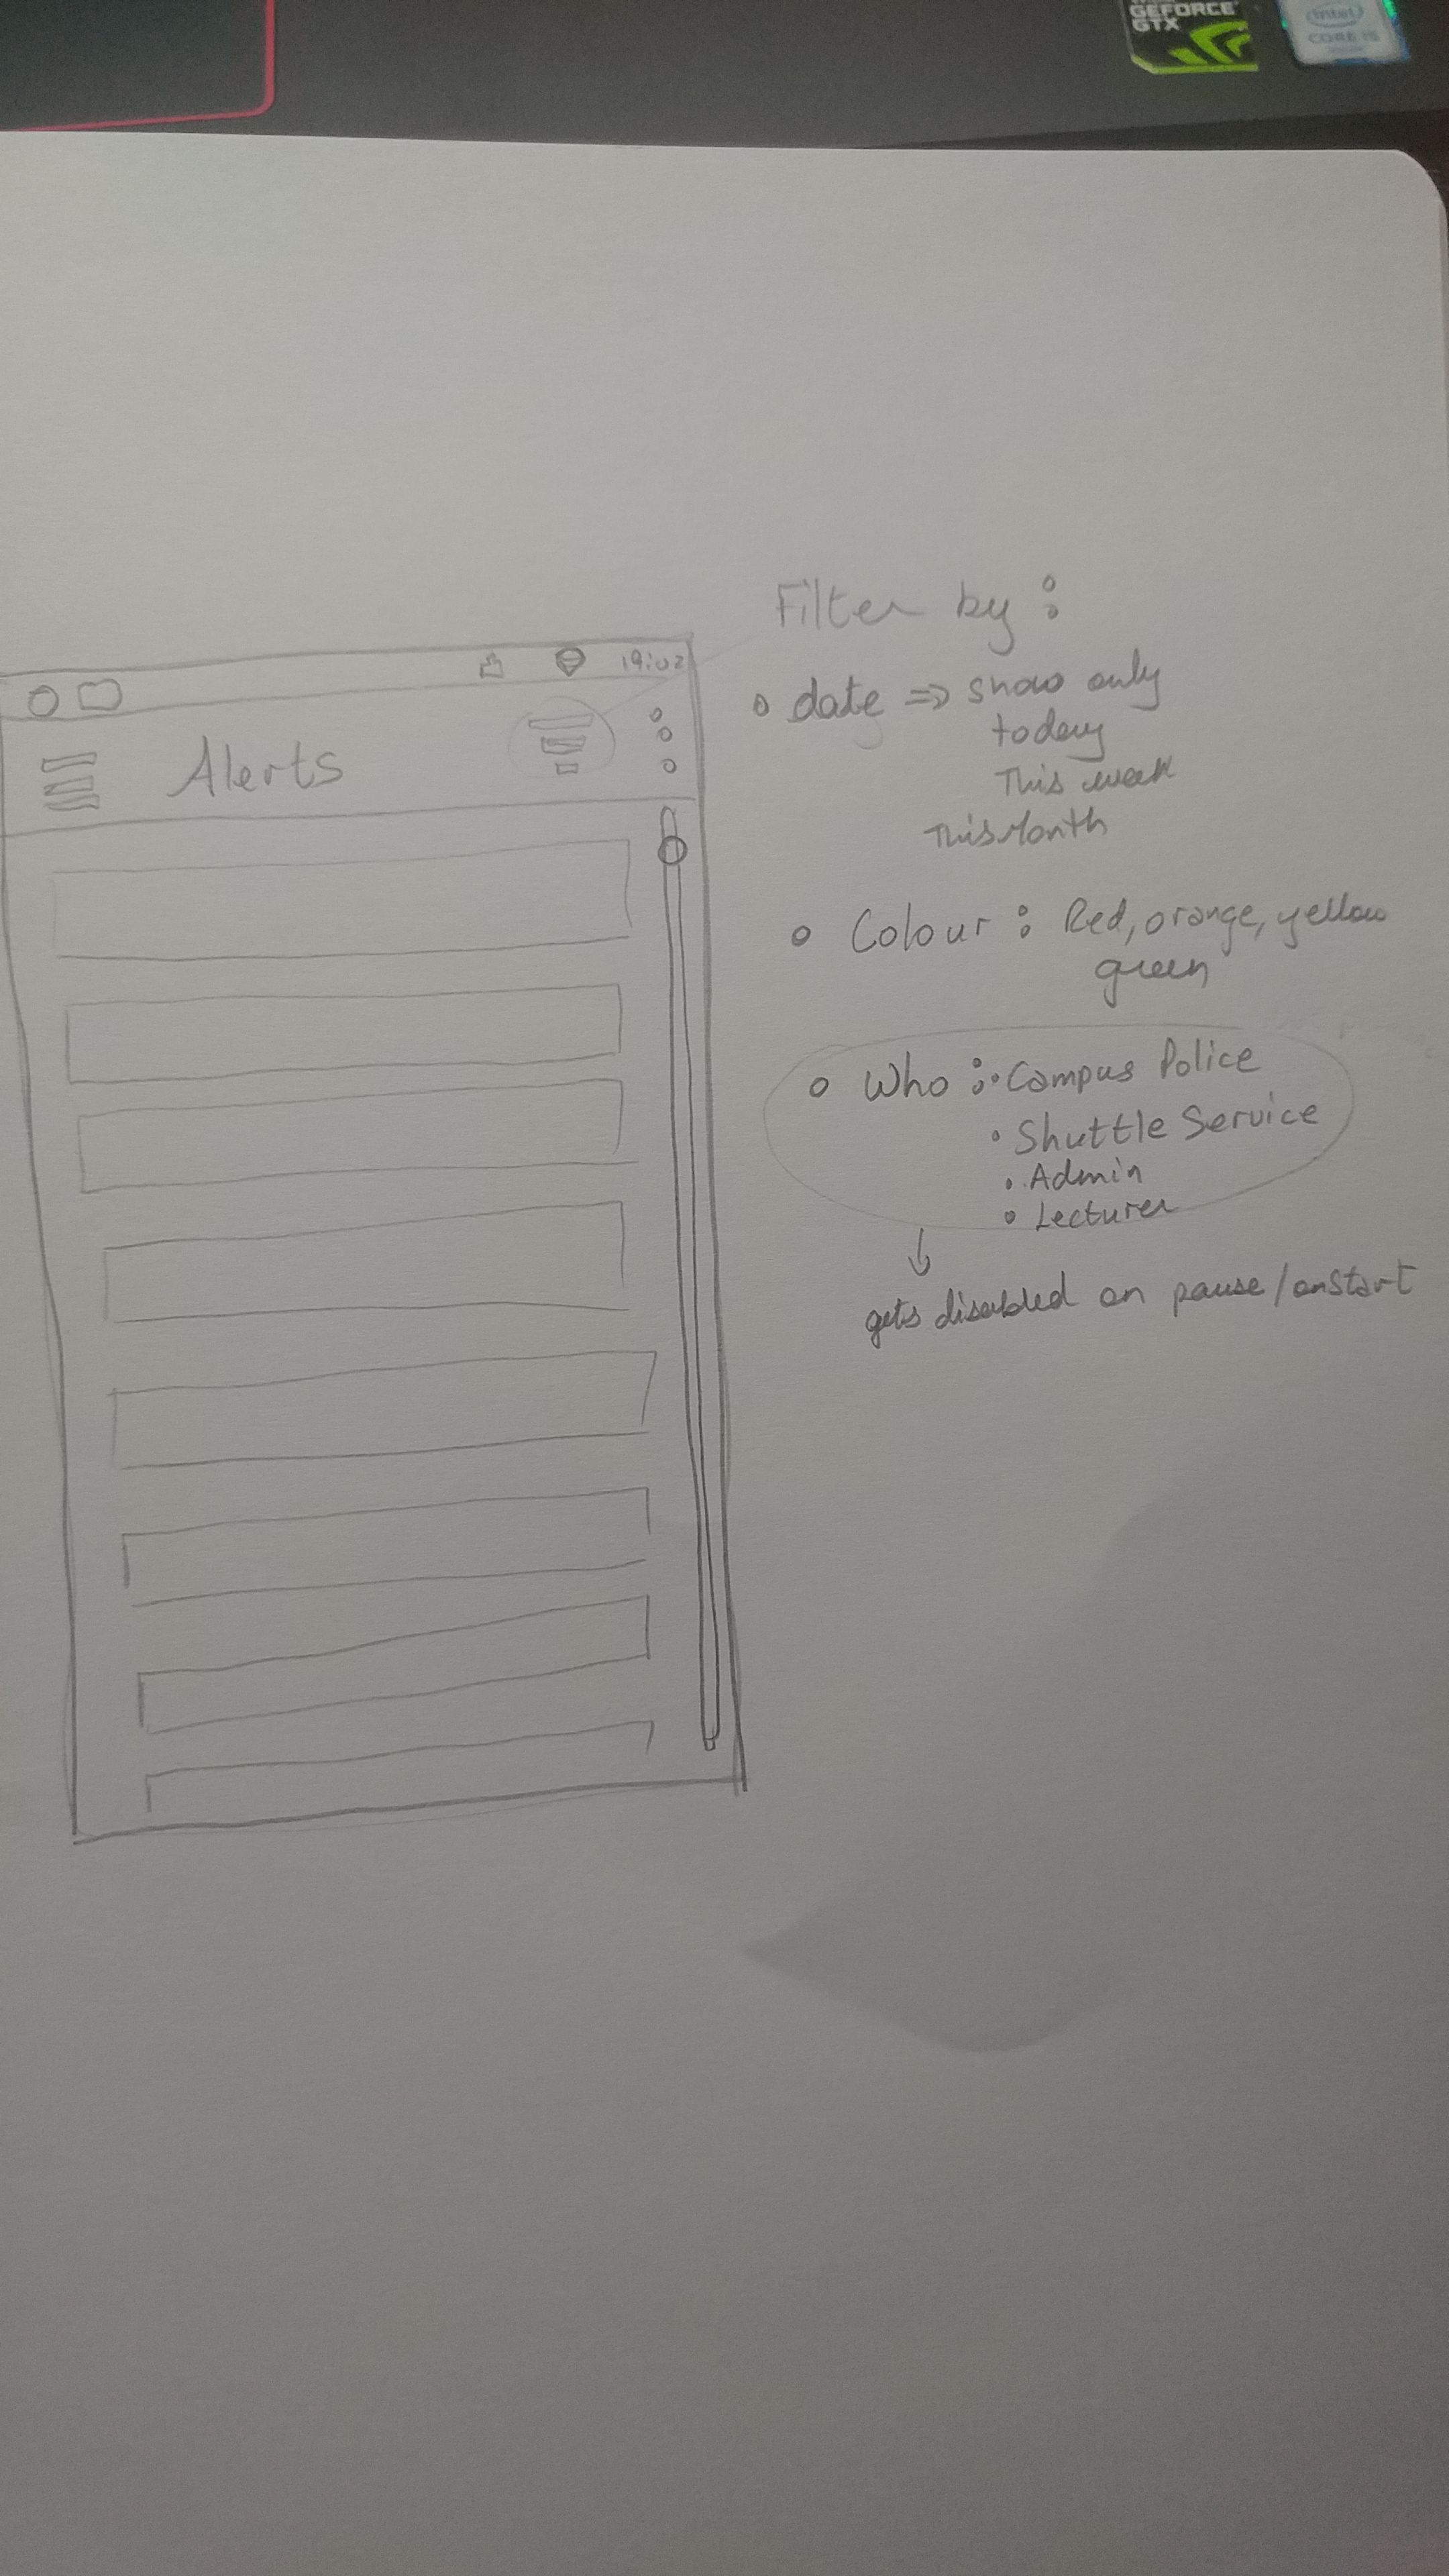 GEFORCE
GTX
intel
CORE i5
19:02
Alerts
Filter by :
date => show only
today
This week
This Month
Colour : Red, orange, yellow
green
Who : • Campus Police
• Shuttle Service
• Admin
• Lecturer
gets disabled on pause/onstart